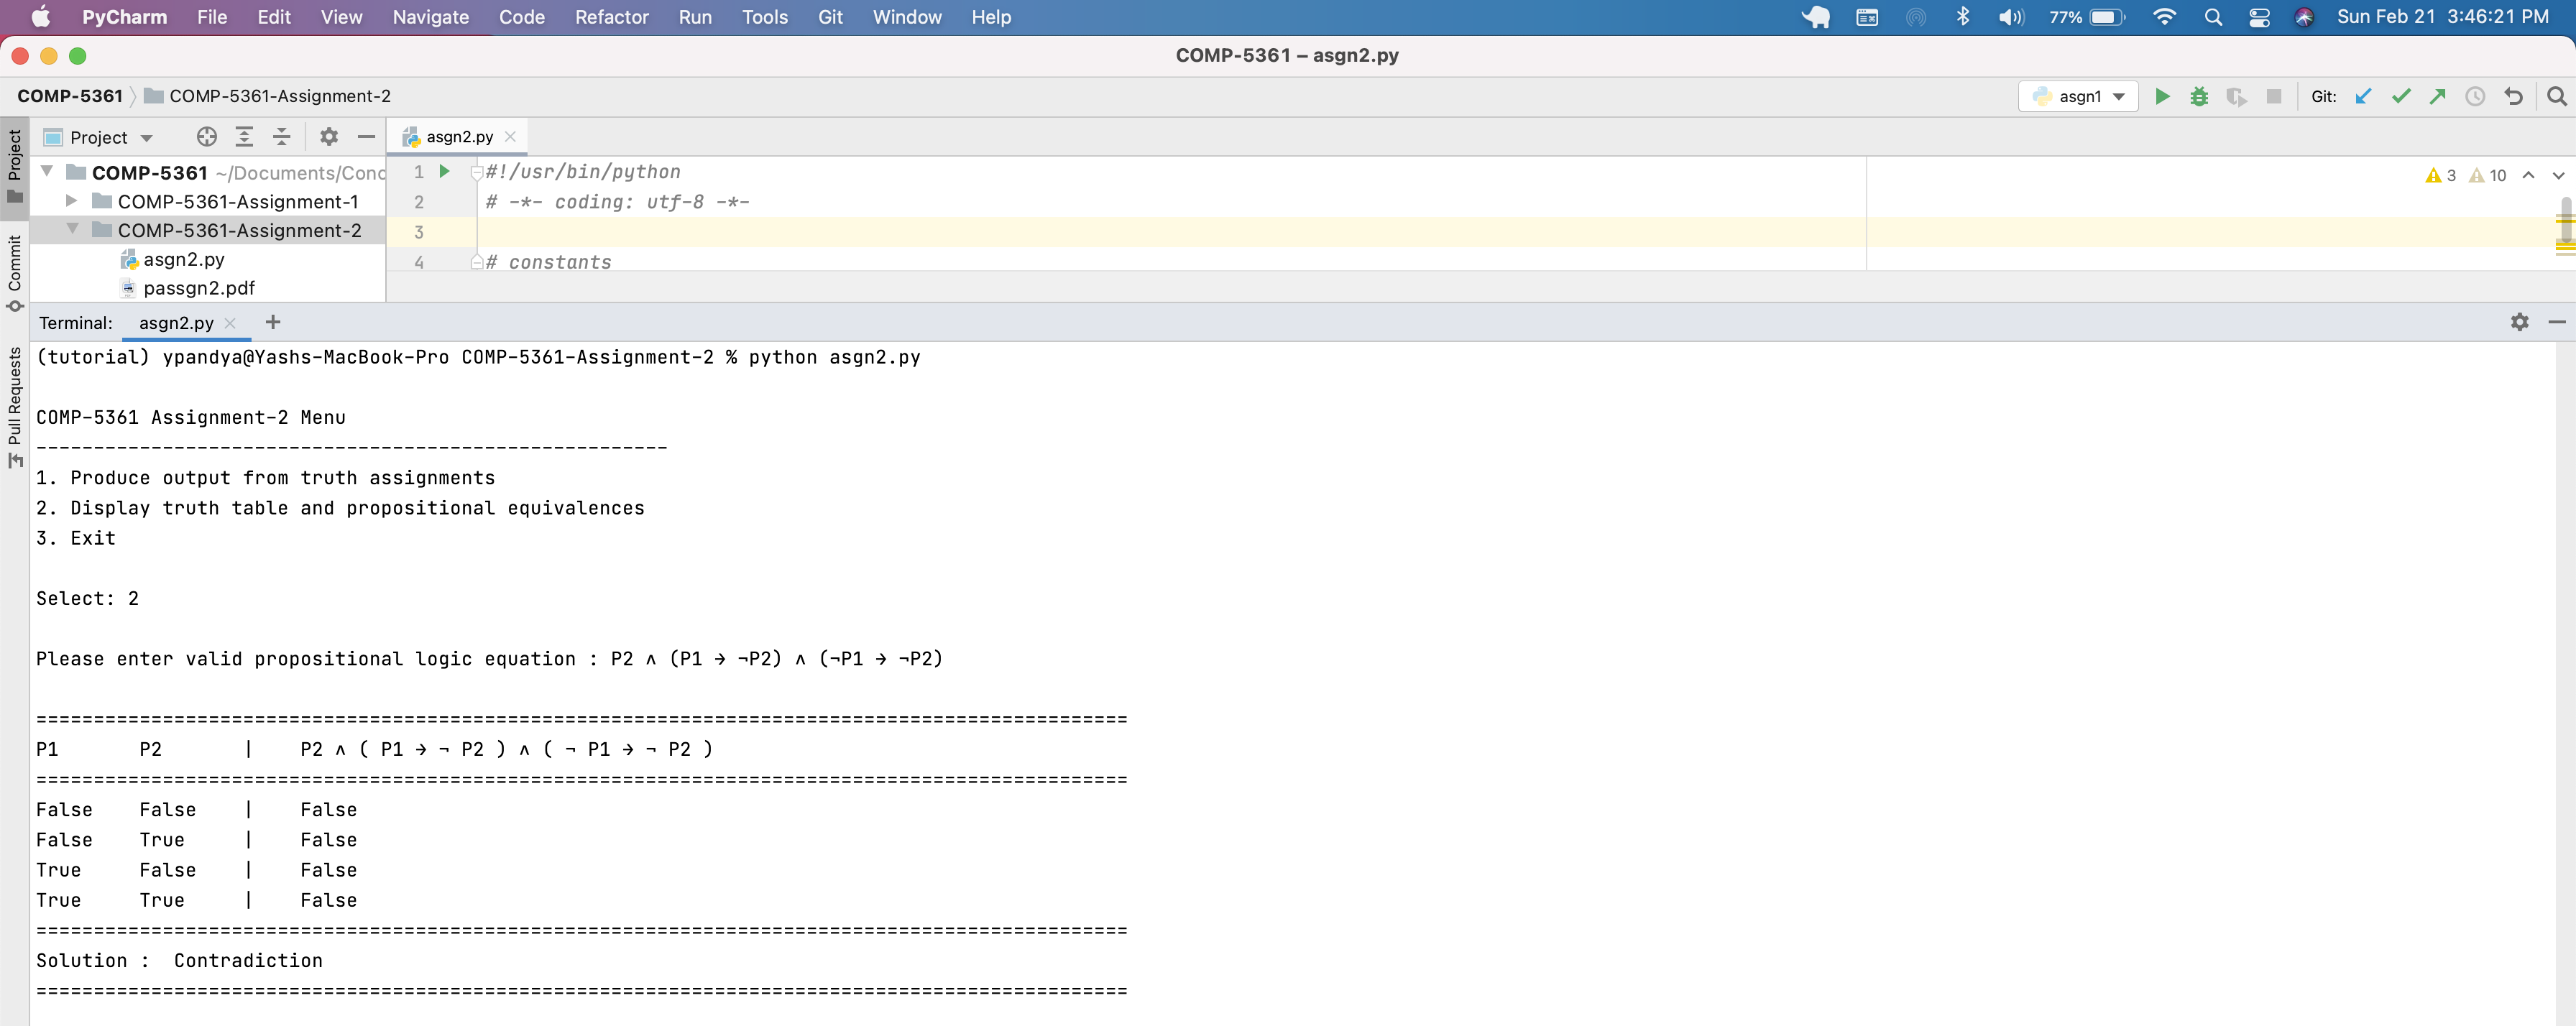 PyCharm File Edit View Navigate Code Refactor Run Tools Git Window Help 77% Sun Feb 21 3:46:21 PM
COMP-5361 – asgn2.py
COMP-5361 COMP-5361-Assignment-2 asgn1 Git:
Project Project asgn2.py
COMP-5361 ~/Documents/Conc
COMP-5361-Assignment-1
COMP-5361-Assignment-2
asgn2.py
passgn2.pdf
1 #!/usr/bin/python
2 # -*- coding: utf-8 -*-
3
4 # constants
3 10
Commit
Pull Requests
Terminal: asgn2.py +
(tutorial) ypandya@Yashs-MacBook-Pro COMP-5361-Assignment-2 % python asgn2.py
COMP-5361 Assignment-2 Menu
-------------------------------------------------------
1. Produce output from truth assignments
2. Display truth table and propositional equivalences
3. Exit
Select: 2
Please enter valid propositional logic equation : P2 ∧ (P1 → ¬P2) ∧ (¬P1 → ¬P2)
===============================================================================================
P1 P2 | P2 ∧ ( P1 → ¬ P2 ) ∧ ( ¬ P1 → ¬ P2 )
===============================================================================================
False False | False
False True | False
True False | False
True True | False
===============================================================================================
Solution : Contradiction
===============================================================================================